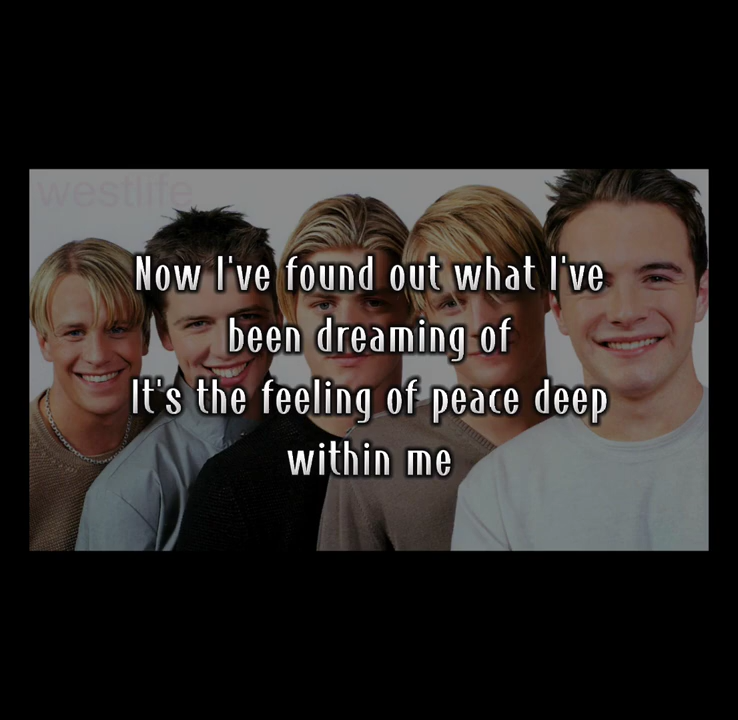 westlife
Now I've found out what I've
been dreaming of
It's the feeling of peace deep
within me